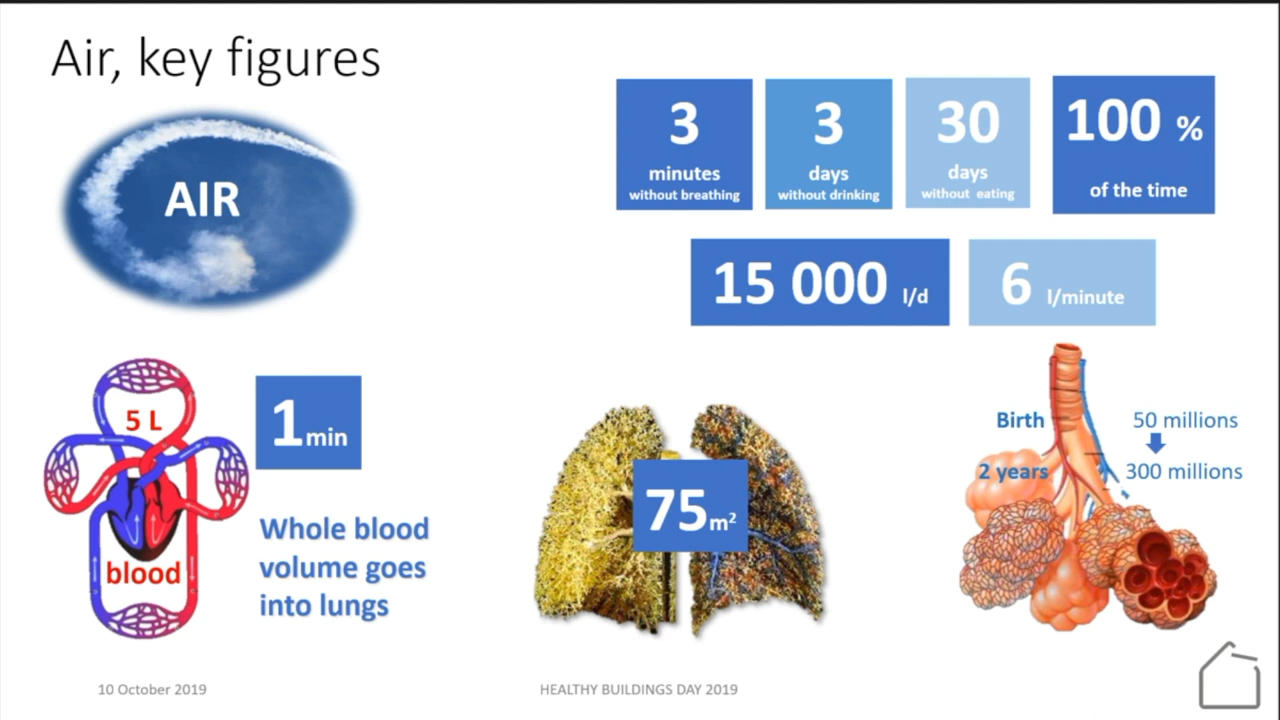 Air, key figures
AIR
3
minutes
without breathing
3
days
without drinking
30
days
without eating
100 %
of the time
15 000 l/d
6 l/minute
5 L
blood
1 min
Whole blood
volume goes
into lungs
75 m²
Birth
50 millions
2 years
300 millions
10 October 2019
HEALTHY BUILDINGS DAY 2019